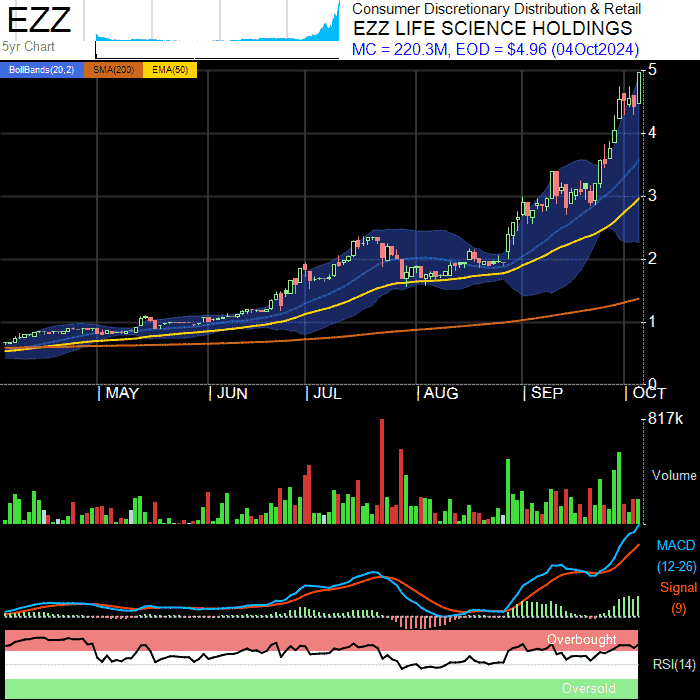 EZZ
5yr Chart
Consumer Discretionary Distribution & Retail
EZZ LIFE SCIENCE HOLDINGS
MC = 220.3M, EOD = $4.96 (04Oct2024)
BollBands(20,2) SMA(200) EMA(50)
5
4
3
2
1
0
MAY JUN JUL AUG SEP OCT
817k
Volume
MACD
(12-26)
Signal
(9)
Overbought
RSI(14)
Oversold